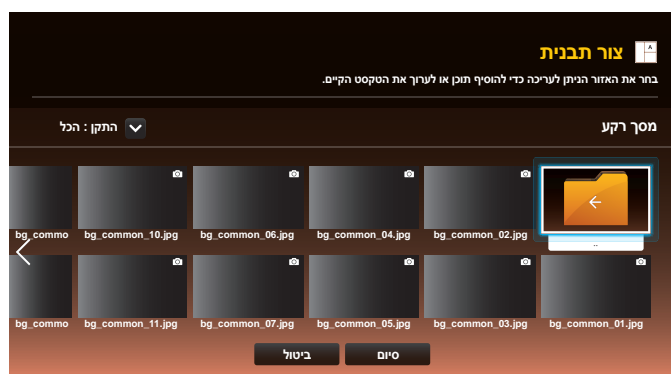 צור תבנית
בחר את האזור הניתן לעריכה כדי להוסיף תוכן או לערוך את הטקסט הקיים.
מסך רקע
התקן : הכל
..
bg_common_02.jpg
bg_common_04.jpg
bg_common_06.jpg
bg_common_10.jpg
bg_commo
bg_common_01.jpg
bg_common_03.jpg
bg_common_05.jpg
bg_common_07.jpg
bg_common_11.jpg
bg_commo
סיום
ביטול